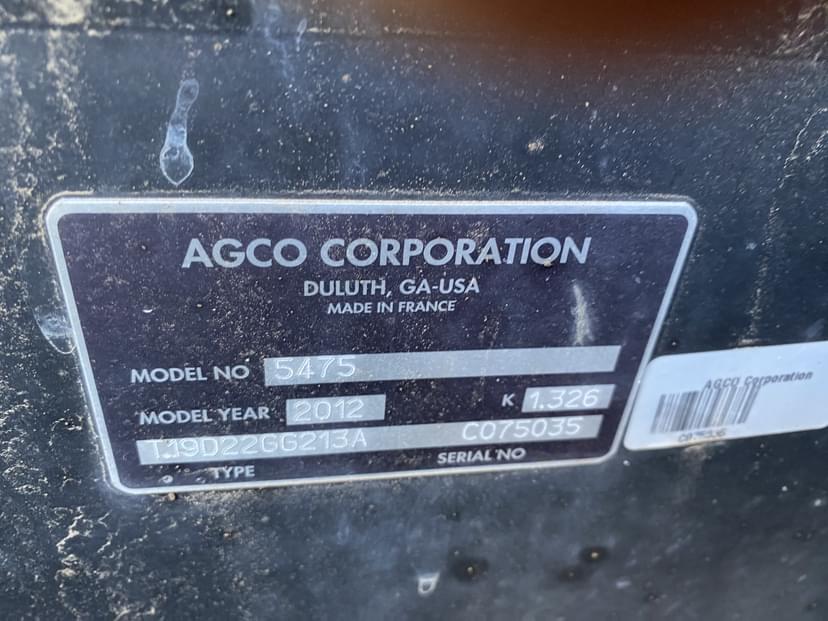 AGCO CORPORATION
DULUTH, GA-USA
MADE IN FRANCE
MODEL NO 5475
MODEL YEAR 2012 K 1.326
T19D22GG213A C075035
TYPE SERIAL NO
AGCO Corporation